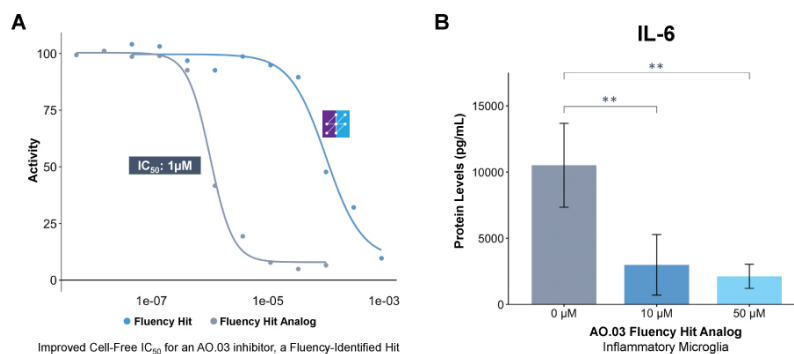 A
100
75
50
25
0
Activity
IC50: 1µM
1e-07
1e-05
1e-03
Fluency Hit
Fluency Hit Analog
Improved Cell-Free IC50 for an AO.03 inhibitor, a Fluency-Identified Hit
B
IL-6
**
**
15000
10000
5000
0
Protein Levels (pg/mL)
0 µM
10 µM
50 µM
AO.03 Fluency Hit Analog
Inflammatory Microglia